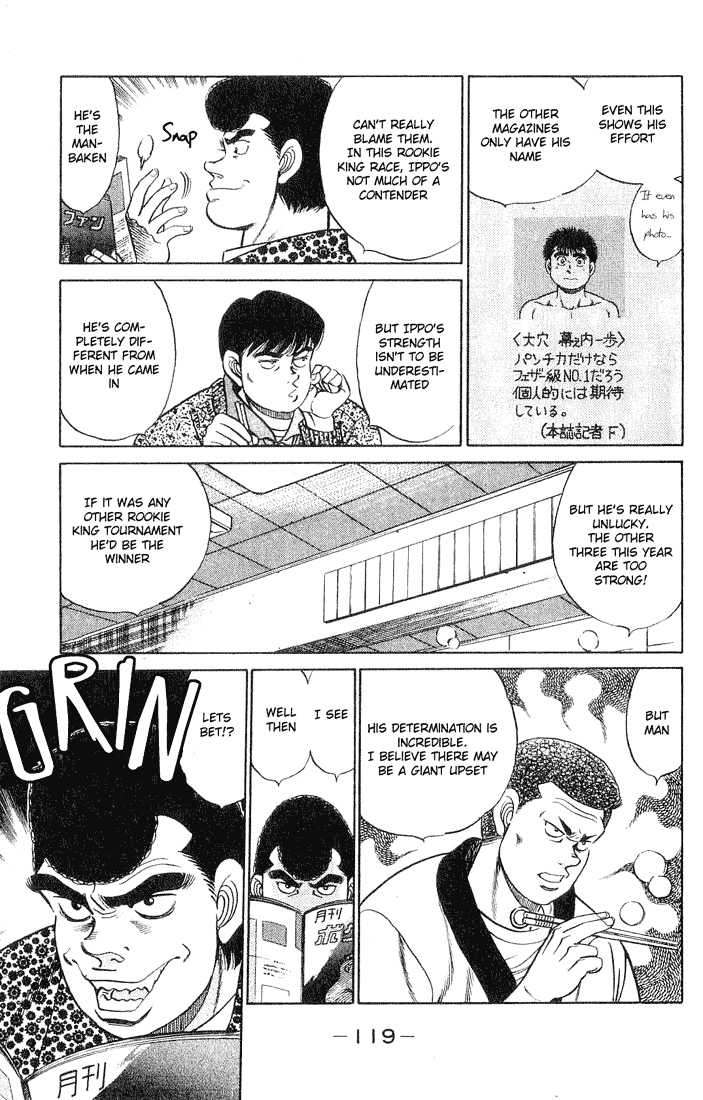 EVEN THIS
SHOWS HIS
EFFORT
THE OTHER
MAGAZINES
ONLY HAVE HIS
NAME
If even
has his
photo...
〈大穴 幕之内一歩〉
パンチ力だけなら
フェザー級NO.1だろう
個人的には期待
している。
(本誌記者 F)
CAN'T REALLY
BLAME THEM.
IN THIS ROOKIE
KING RACE, IPPO'S
NOT MUCH OF A
CONTENDER
Snap
HE'S
THE
MAN-
BAKEN
ファン
BUT IPPO'S
STRENGTH
ISN'T TO BE
UNDERESTI-
MATED
HE'S COM-
PLETELY DIF-
FERENT FROM
WHEN HE CAME
IN
BUT HE'S REALLY
UNLUCKY.
THE OTHER
THREE THIS YEAR
ARE TOO
STRONG!
IF IT WAS ANY
OTHER ROOKIE
KING TOURNAMENT
HE'D BE THE
WINNER
BUT
MAN
HIS DETERMINATION IS
INCREDIBLE.
I BELIEVE THERE MAY
BE A GIANT UPSET
I SEE
WELL
THEN
月刊
LETS
BET!?
GRIN
月刊
—119—